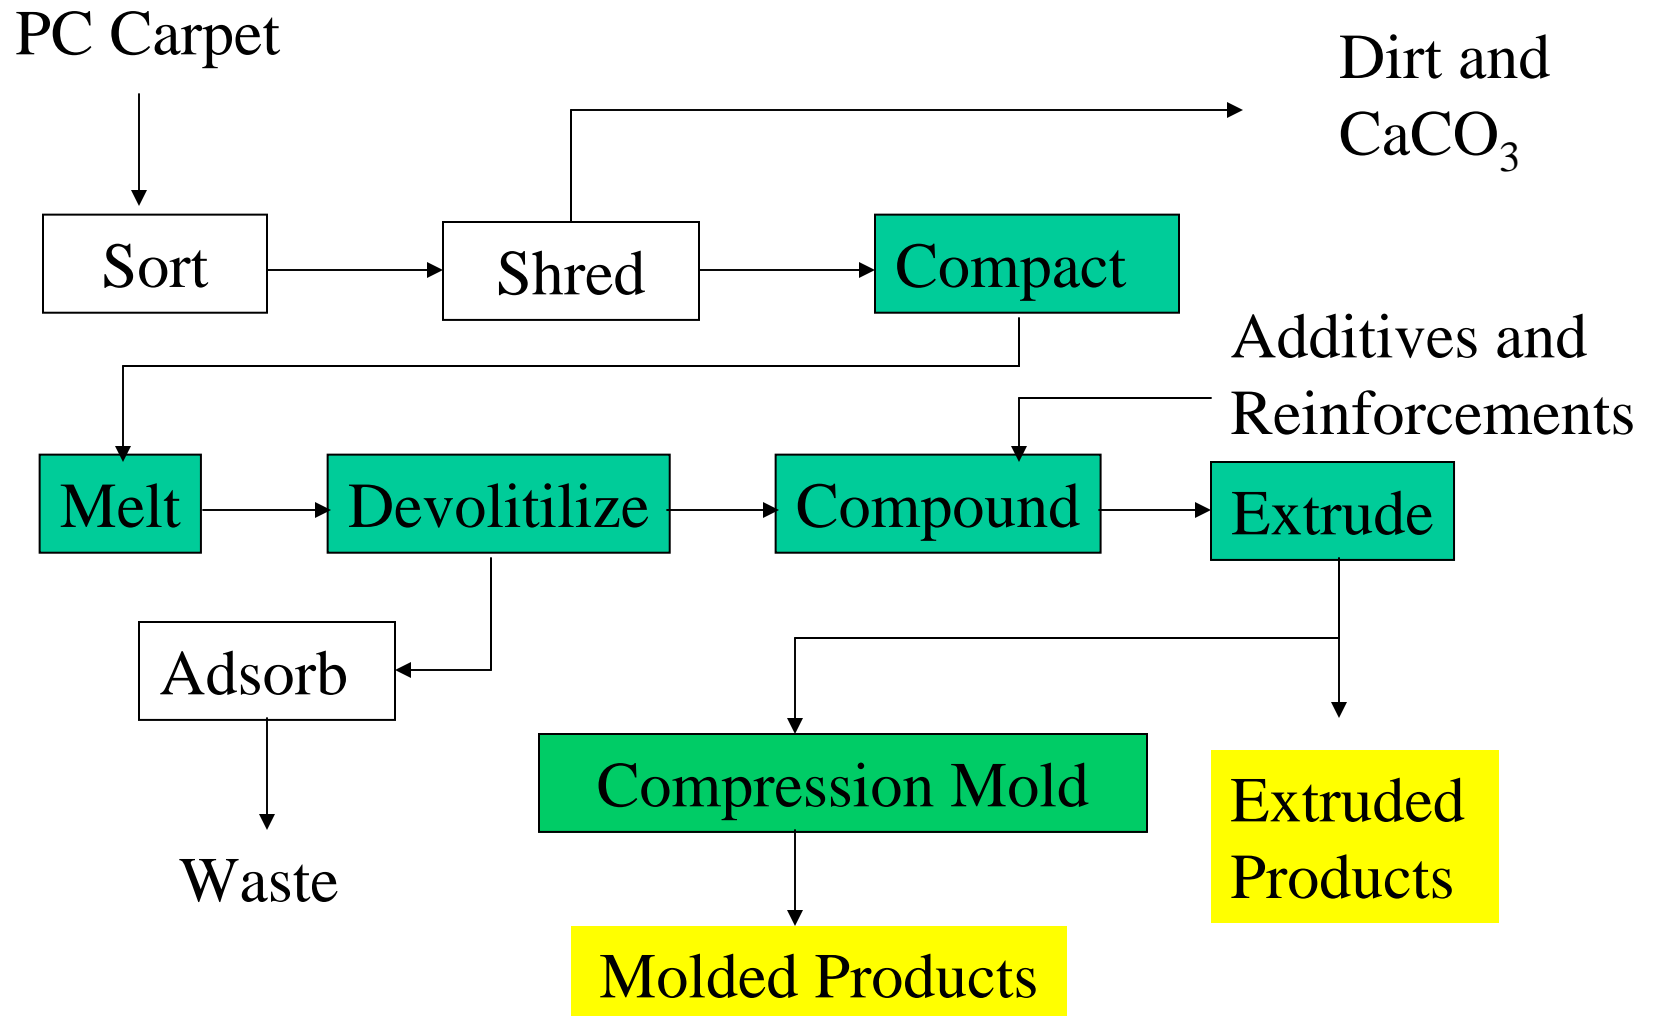 PC Carpet
Dirt and
CaCO₃
Sort
Shred
Compact
Additives and
Reinforcements
Melt
Devolitilize
Compound
Extrude
Adsorb
Compression Mold
Extruded
Products
Waste
Molded Products